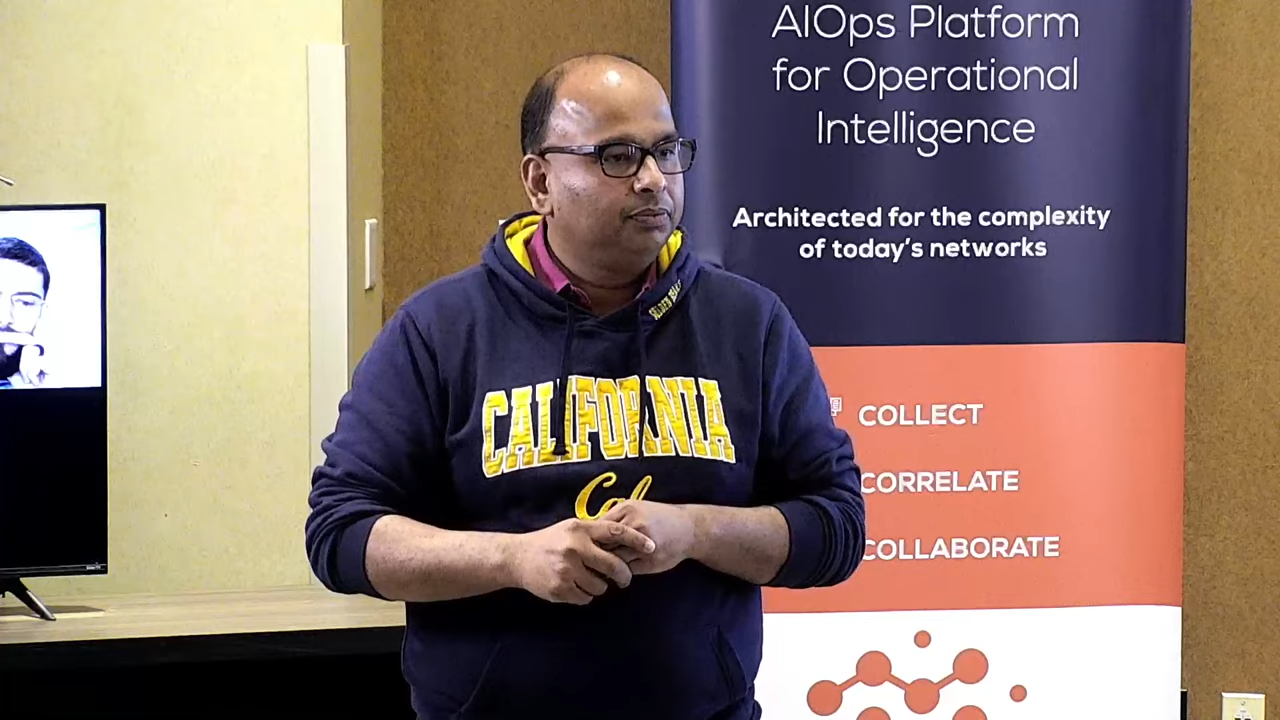 AIOps Platform
for Operational
Intelligence
Architected for the complexity
of today's networks
COLLECT
CORRELATE
COLLABORATE
CALIFORNIA
Cal